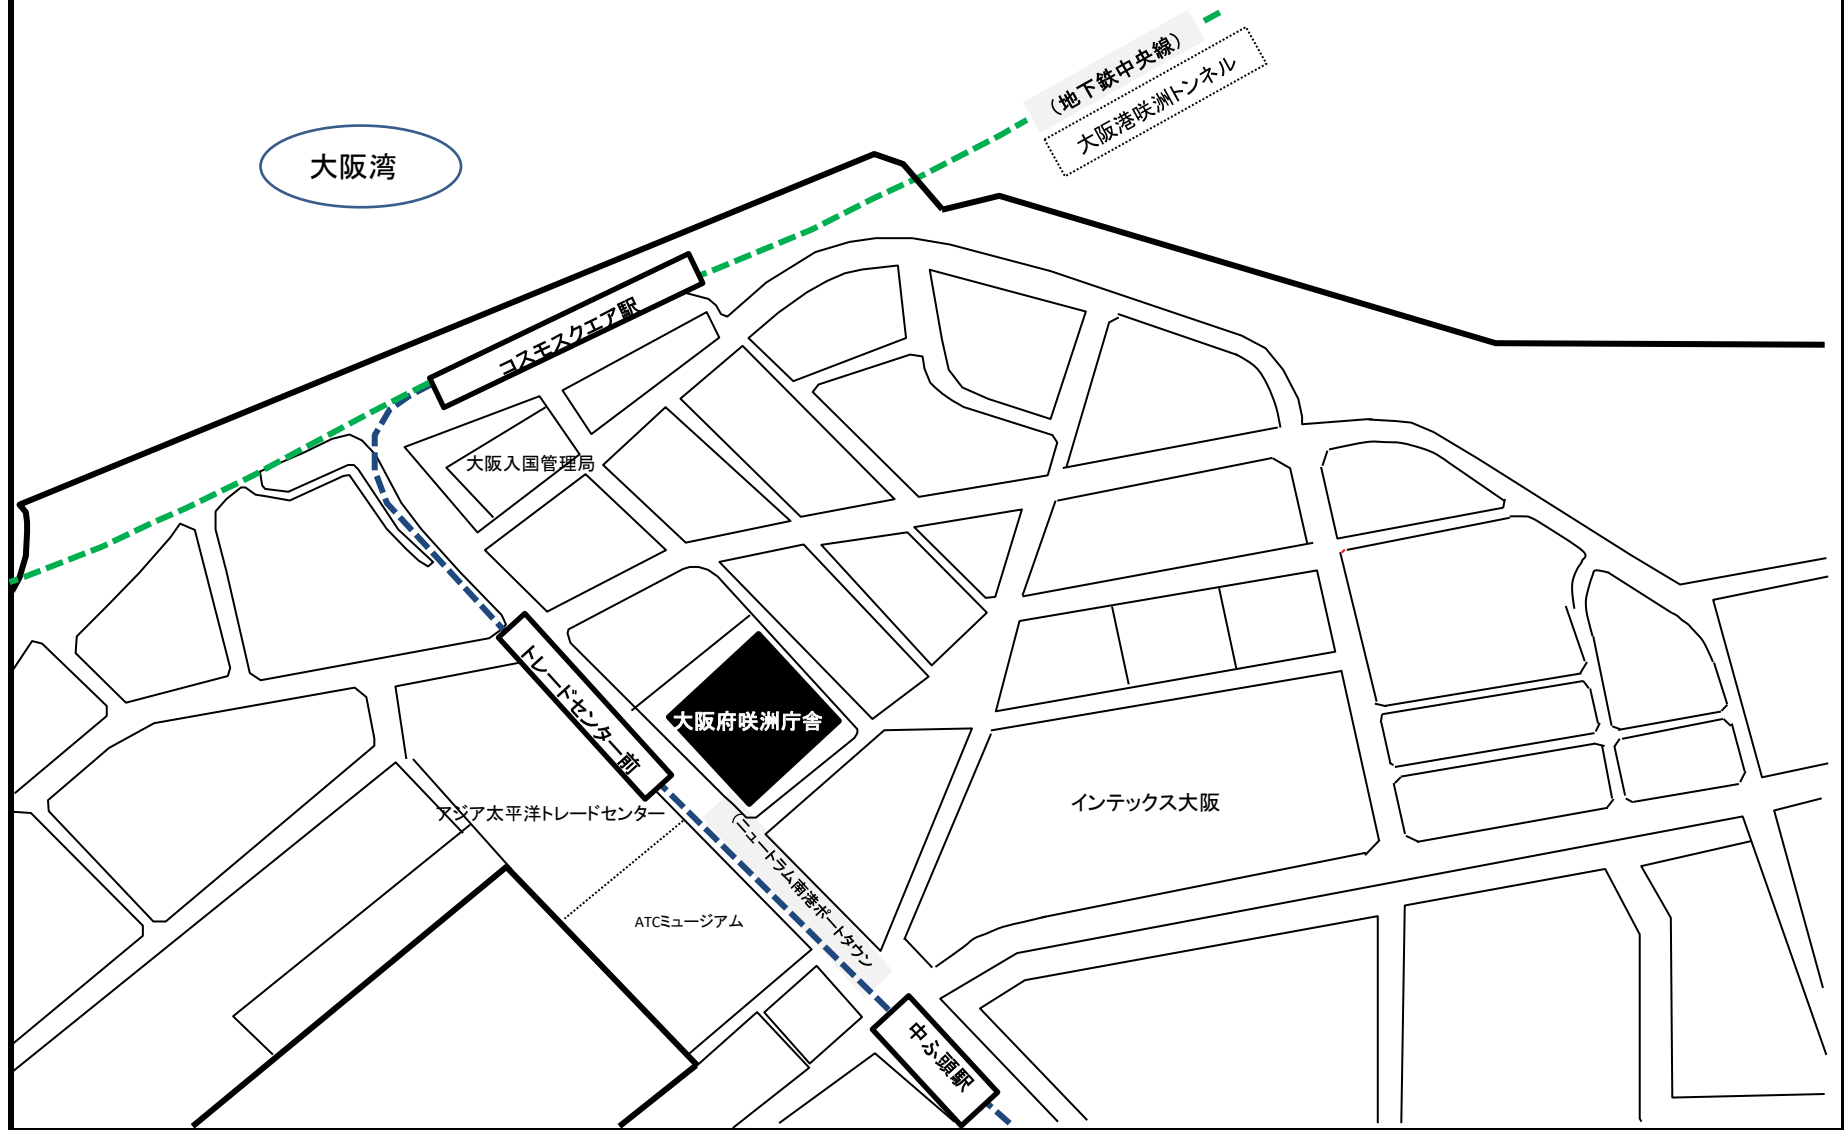 （地下鉄中央線）
大阪港咲洲トンネル
大阪湾
コスモスクエア駅
大阪入国管理局
トレードセンター前
大阪府咲洲庁舎
インテックス大阪
アジア太平洋トレードセンター
（ニュートラム南港ポートタウン
ATCミュージアム
中ふ頭駅